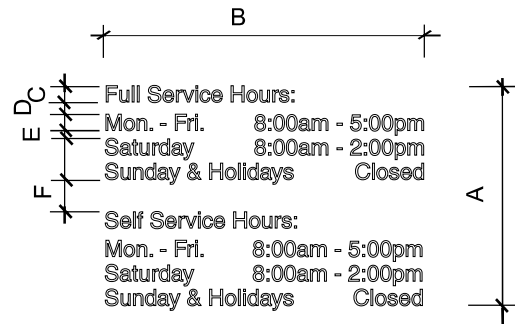 B
Full Service Hours:
Mon. - Fri. 8:00am - 5:00pm
Saturday 8:00am - 2:00pm
Sunday & Holidays Closed
Self Service Hours:
Mon. - Fri. 8:00am - 5:00pm
Saturday 8:00am - 2:00pm
Sunday & Holidays Closed
C
D
E
F
A